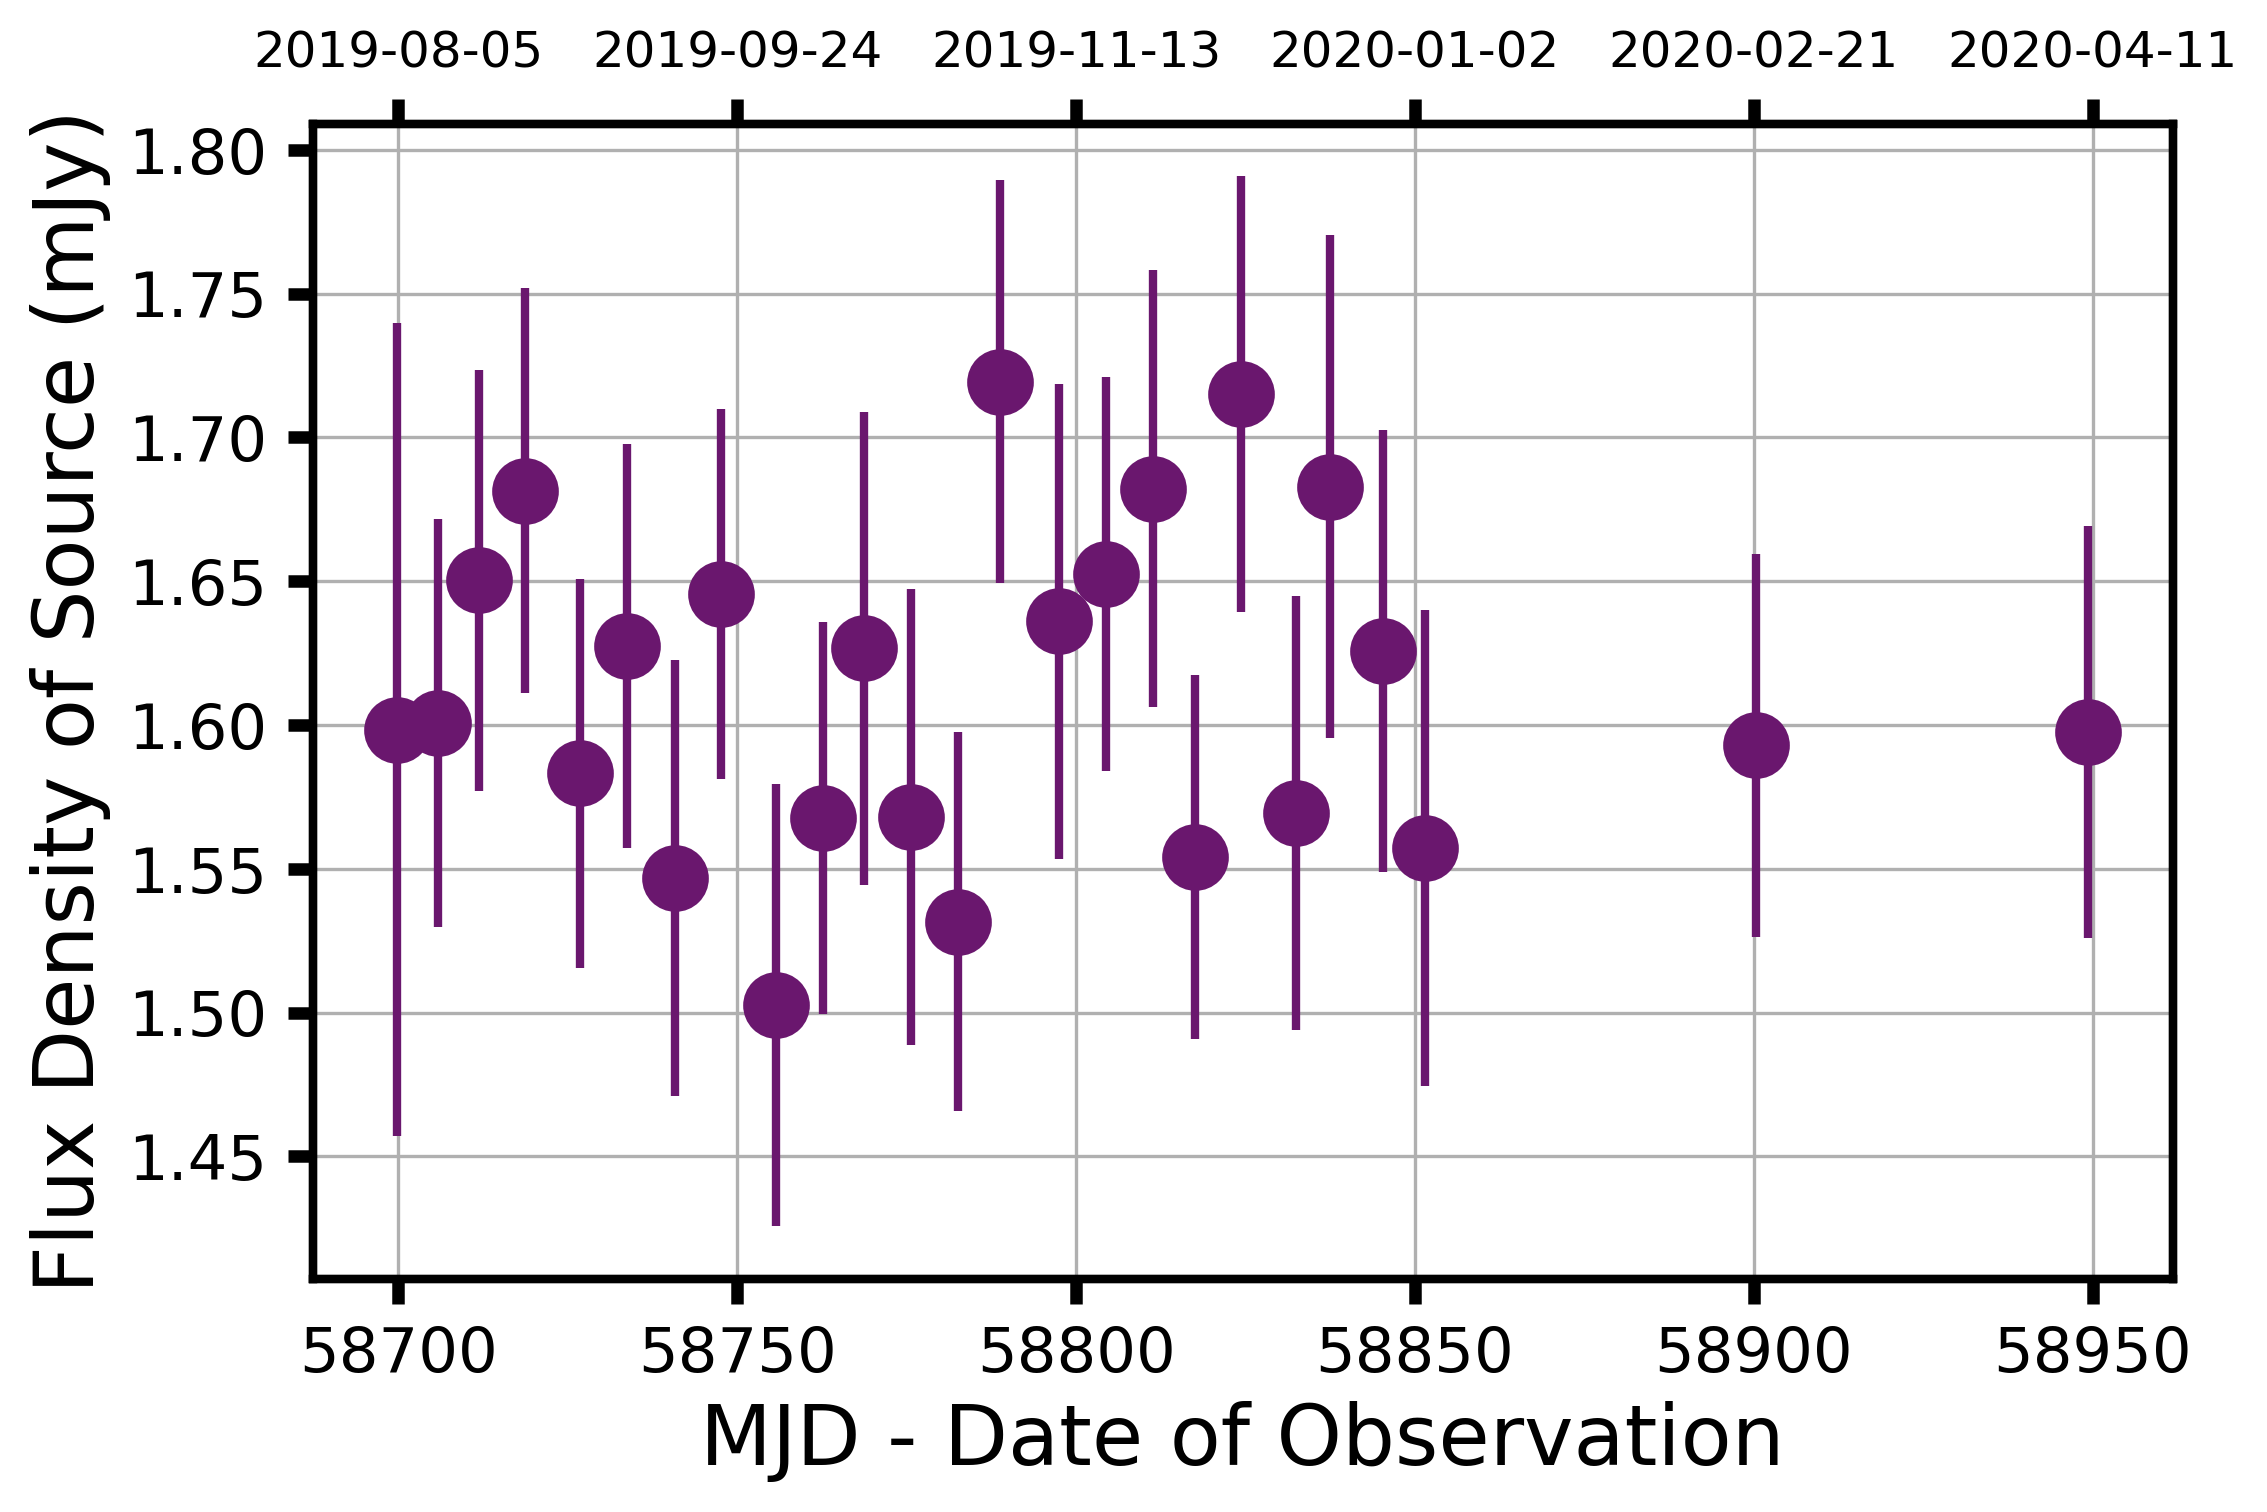 2019-08-05 2019-09-24 2019-11-13 2020-01-02 2020-02-21 2020-04-11
Flux Density of Source (mJy)
1.80
1.75
1.70
1.65
1.60
1.55
1.50
1.45
58700 58750 58800 58850 58900 58950
MJD - Date of Observation